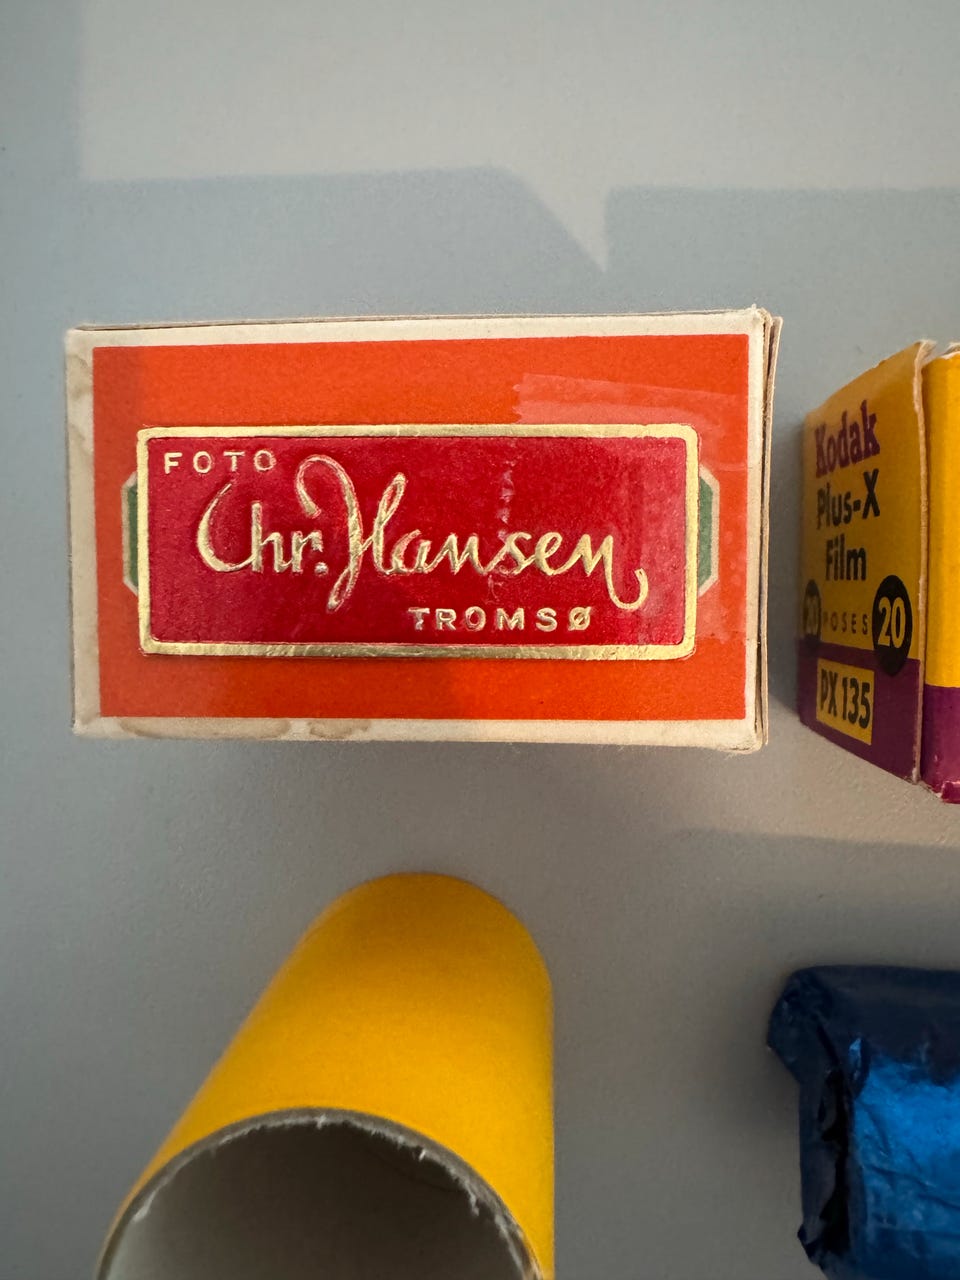 FOTO
Chr. Hansen
TROMSØ
Kodak
Plus-X
Film
20 POSES 20
PX 135